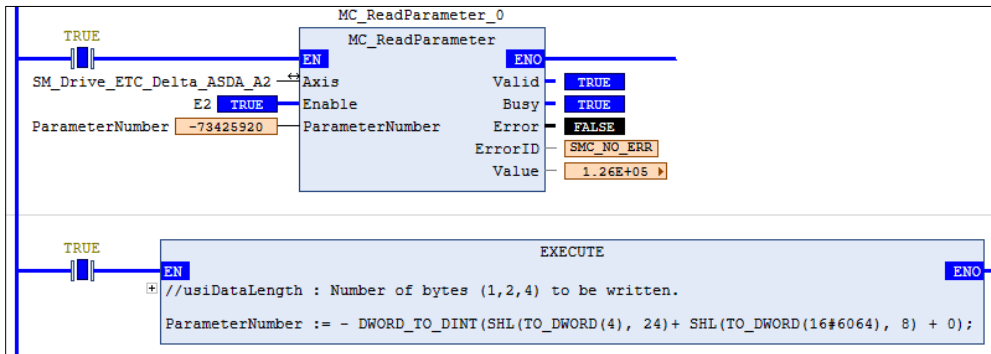 MC_ReadParameter_0
TRUE
MC_ReadParameter
EN ENO
SM_Drive_ETC_Delta_ASDA_A2 Axis Valid TRUE
E2 TRUE Enable Busy TRUE
ParameterNumber -73425920 ParameterNumber Error FALSE
ErrorID SMC_NO_ERR
Value 1.26E+05
TRUE
EXECUTE
EN ENO
//usiDataLength : Number of bytes (1,2,4) to be written.
ParameterNumber := - DWORD_TO_DINT(SHL(TO_DWORD(4), 24)+ SHL(TO_DWORD(16#6064), 8) + 0);